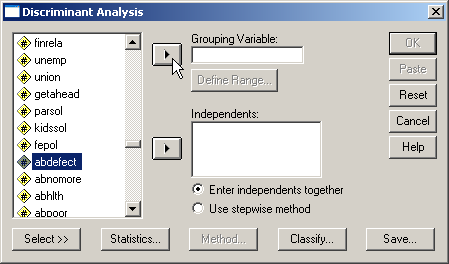 Discriminant Analysis
finrela
unemp
union
getahead
parsol
kidssol
fepol
abdefect
abnomore
abhlth
abpoor
Grouping Variable:
Define Range...
Independents:
Enter independents together
Use stepwise method
OK
Paste
Reset
Cancel
Help
Select >>
Statistics...
Method...
Classify...
Save...